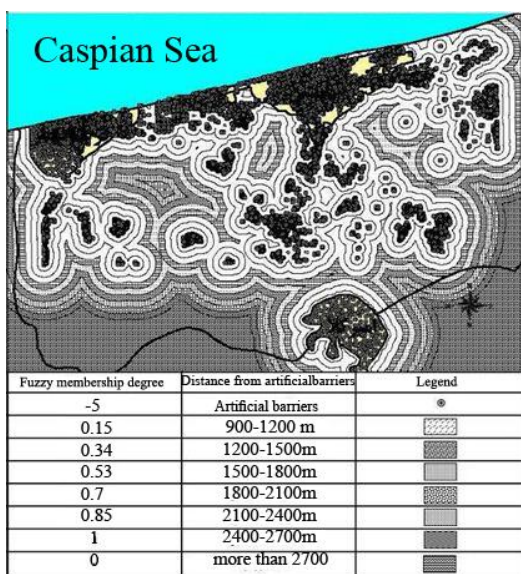 Caspian Sea
Fuzzy membership degree Distance from artificialbarriers Legend
-5 Artificial barriers
0.15 900-1200 m
0.34 1200-1500m
0.53 1500-1800m
0.7 1800-2100m
0.85 2100-2400m
1 2400-2700m
0 more than 2700